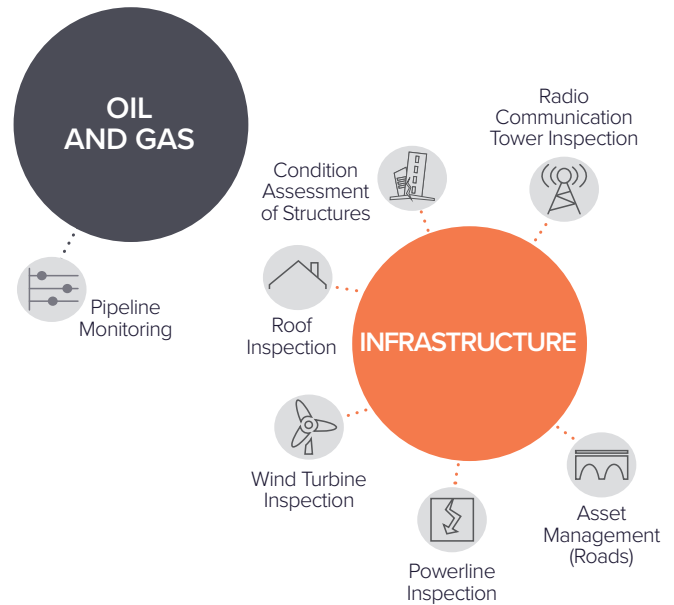 OIL
AND GAS
Pipeline
Monitoring
Radio
Communication
Tower Inspection
Condition
Assessment
of Structures
Roof
Inspection
INFRASTRUCTURE
Wind Turbine
Inspection
Powerline
Inspection
Asset
Management
(Roads)